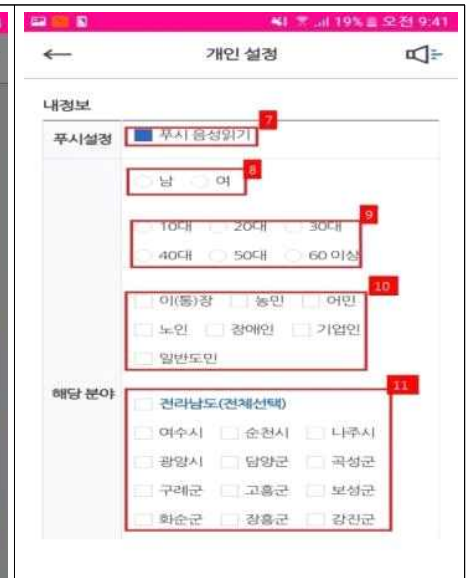 19% 오전 9:41
개인 설정
내정보
푸시설정 푸시 음성읽기 7
남 여 8
10대 20대 30대 9
40대 50대 60 이상
이(통)장 농민 어민 10
노인 장애인 기업인
일반도민
해당 분야
전라남도(전체선택) 11
여수시 순천시 나주시
광양시 담양군 곡성군
구례군 고흥군 보성군
화순군 장흥군 강진군